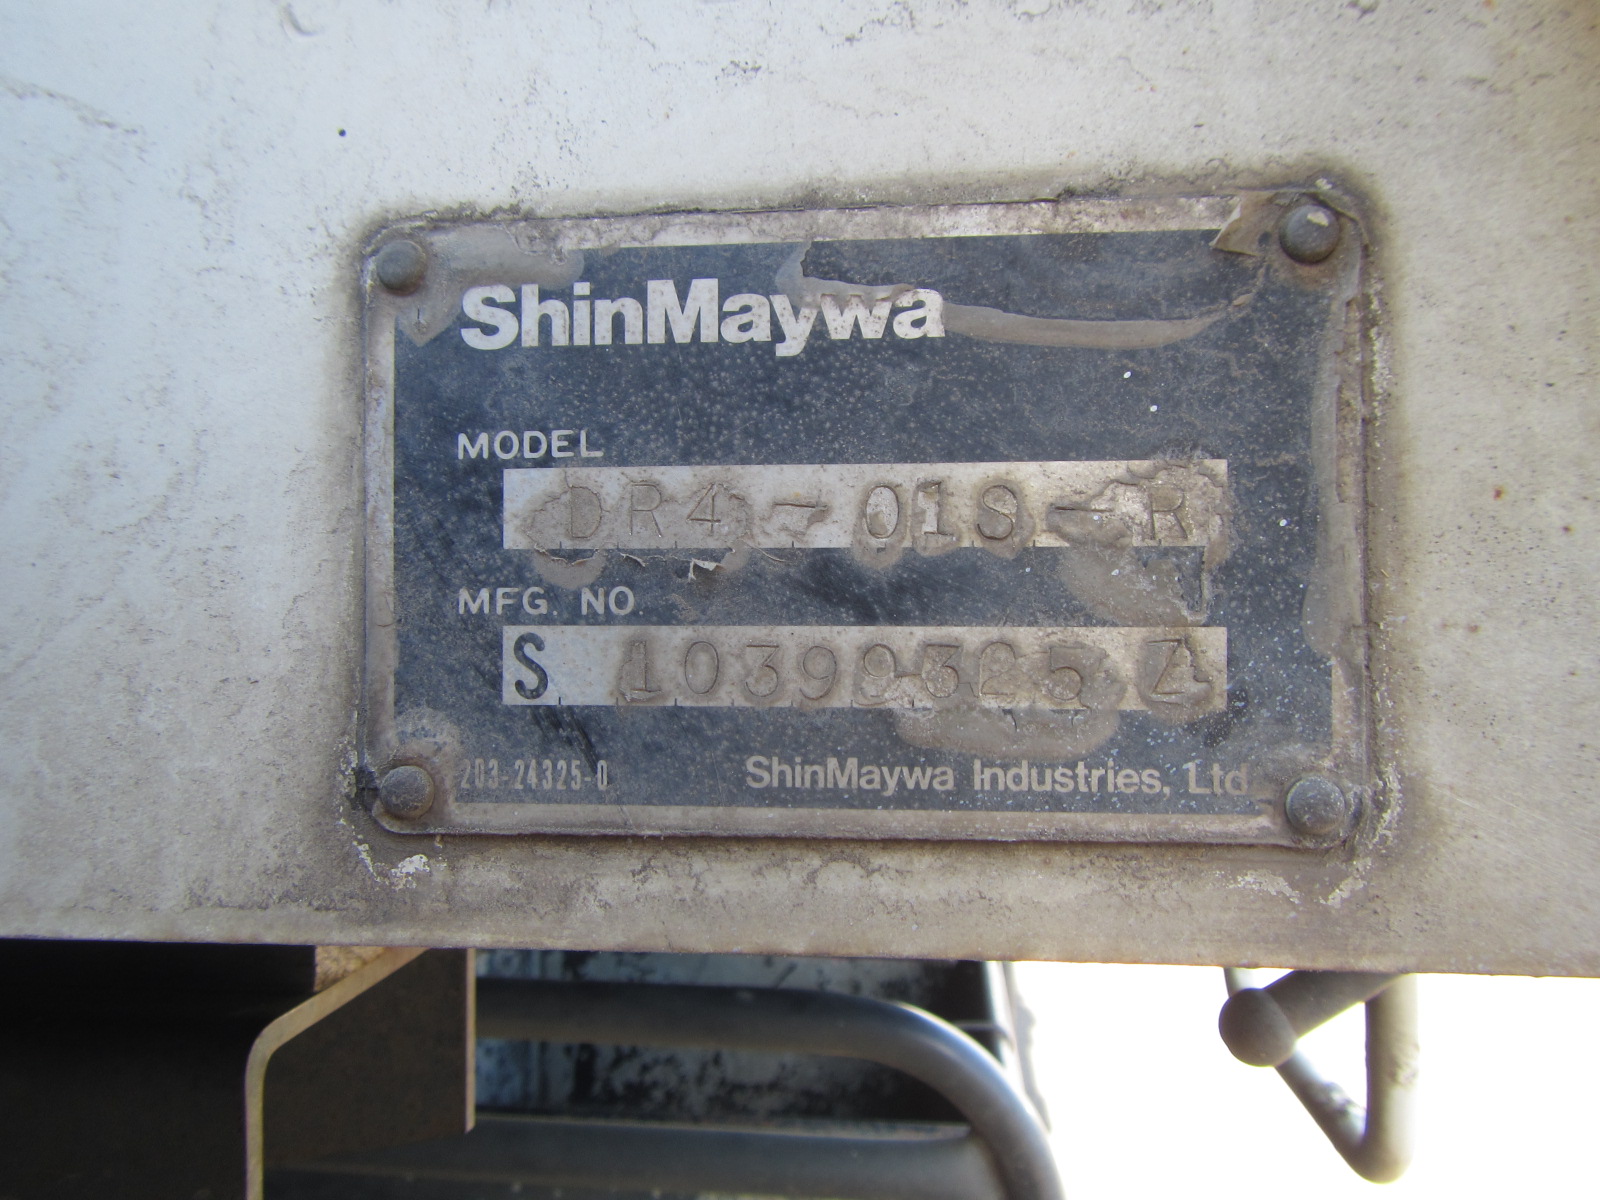 ShinMaywa
MODEL
DR4-01S-R
MFG. NO.
S 10399325 Z
203-24325-0 ShinMaywa Industries, Ltd